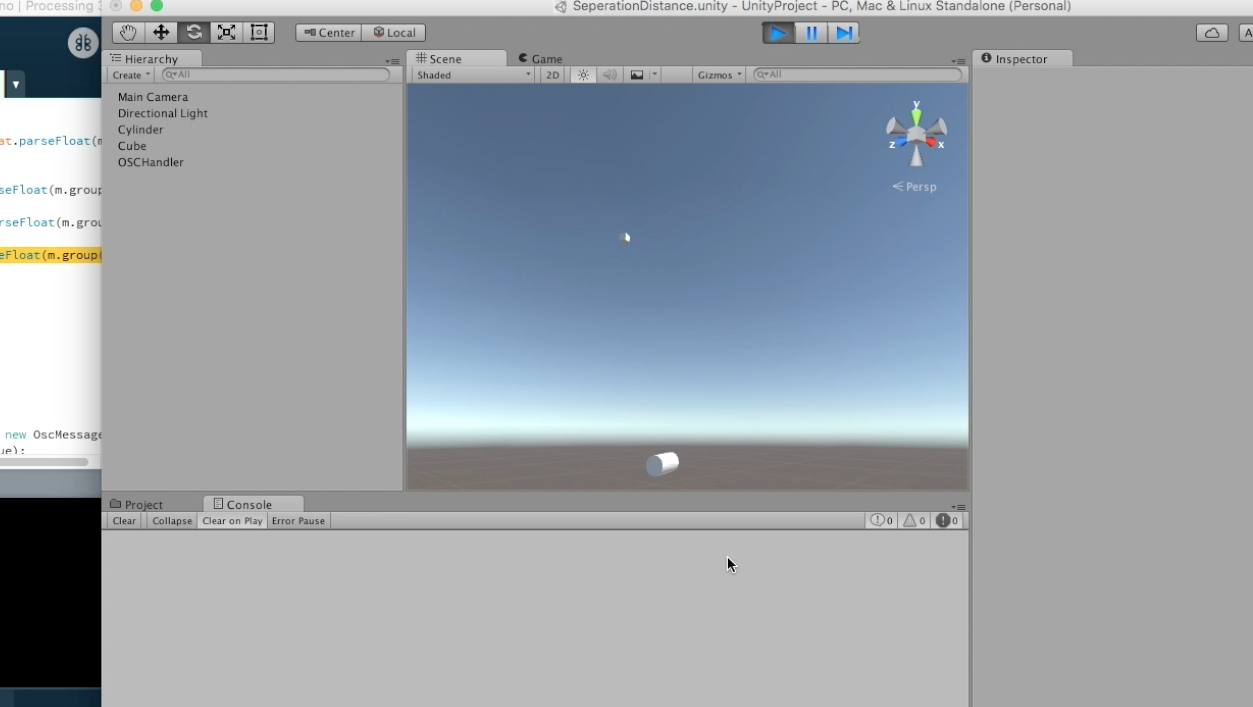 no | Processing 3
SeperationDistance.unity - UnityProject - PC, Mac & Linux Standalone (Personal)
Center Local
Hierarchy
Create All
Main Camera
Directional Light
Cylinder
Cube
OSCHandler
Scene Game
Shaded 2D Gizmos All
y
z x
Persp
Inspector
at.parseFloat(m
seFloat(m.group
rseFloat(m.grou
eFloat(m.group(
new OscMessage
ue);
Project Console
Clear Collapse Clear on Play Error Pause 0 0 0